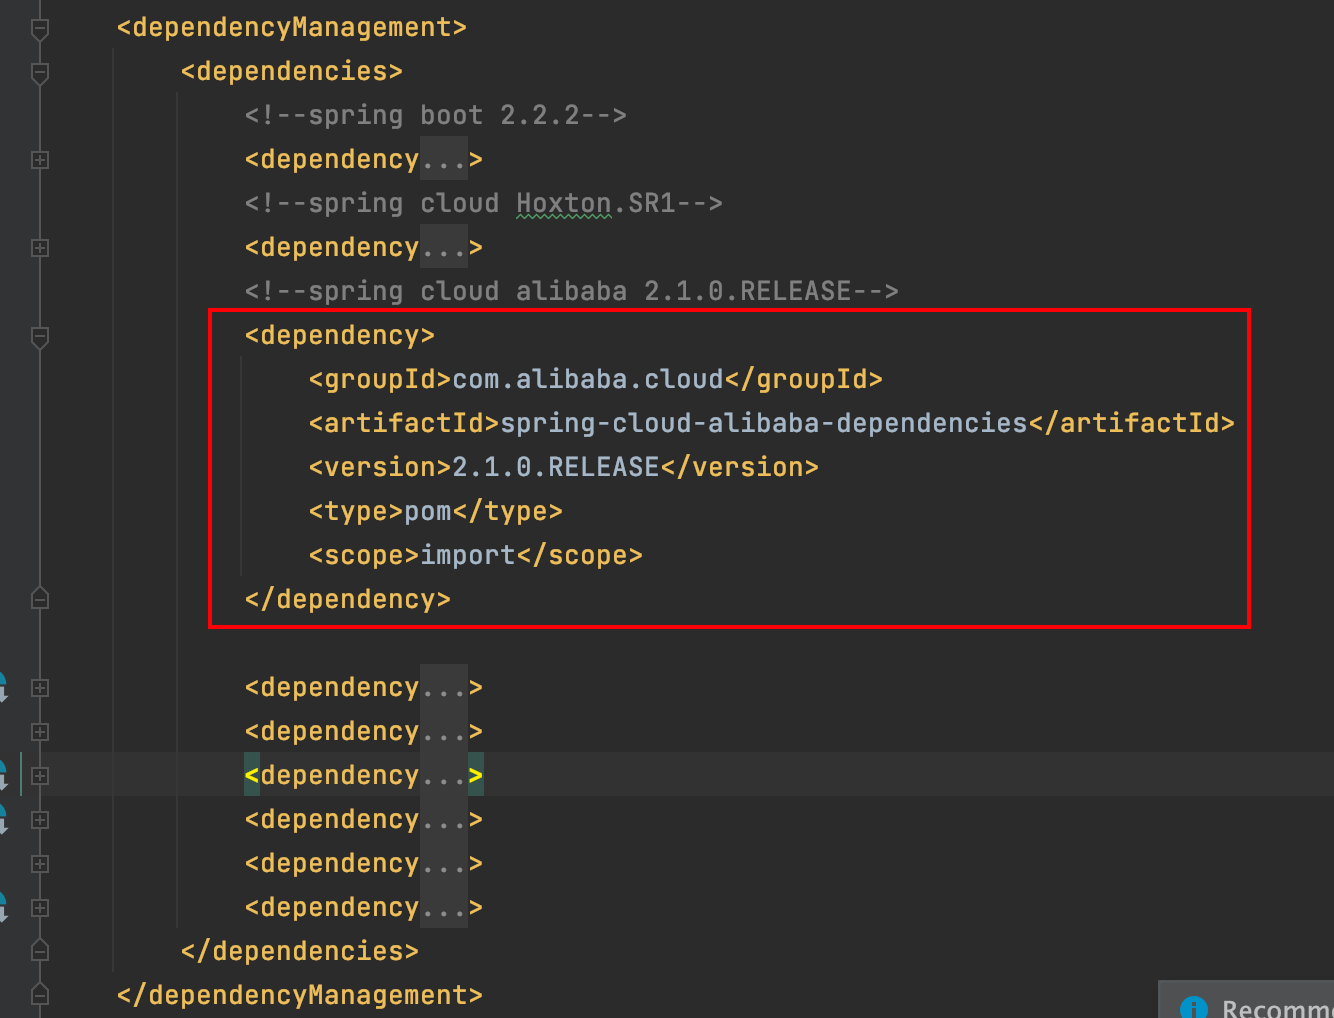 <dependencyManagement>
<dependencies>
<!--spring boot 2.2.2-->
<dependency...>
<!--spring cloud Hoxton.SR1-->
<dependency...>
<!--spring cloud alibaba 2.1.0.RELEASE-->
<dependency>
<groupId>com.alibaba.cloud</groupId>
<artifactId>spring-cloud-alibaba-dependencies</artifactId>
<version>2.1.0.RELEASE</version>
<type>pom</type>
<scope>import</scope>
</dependency>
<dependency...>
<dependency...>
<dependency...>
<dependency...>
<dependency...>
<dependency...>
</dependencies>
</dependencyManagement>